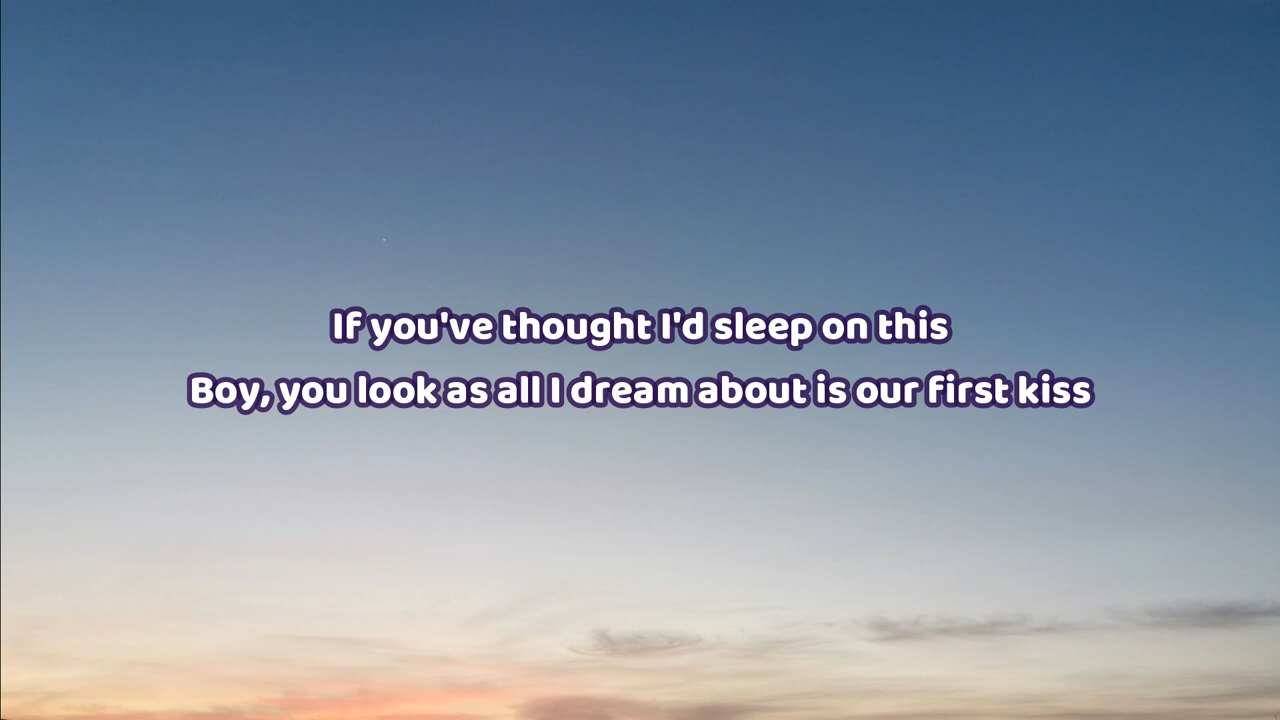 If you've thought I'd sleep on this
Boy, you look as all I dream about is our first kiss